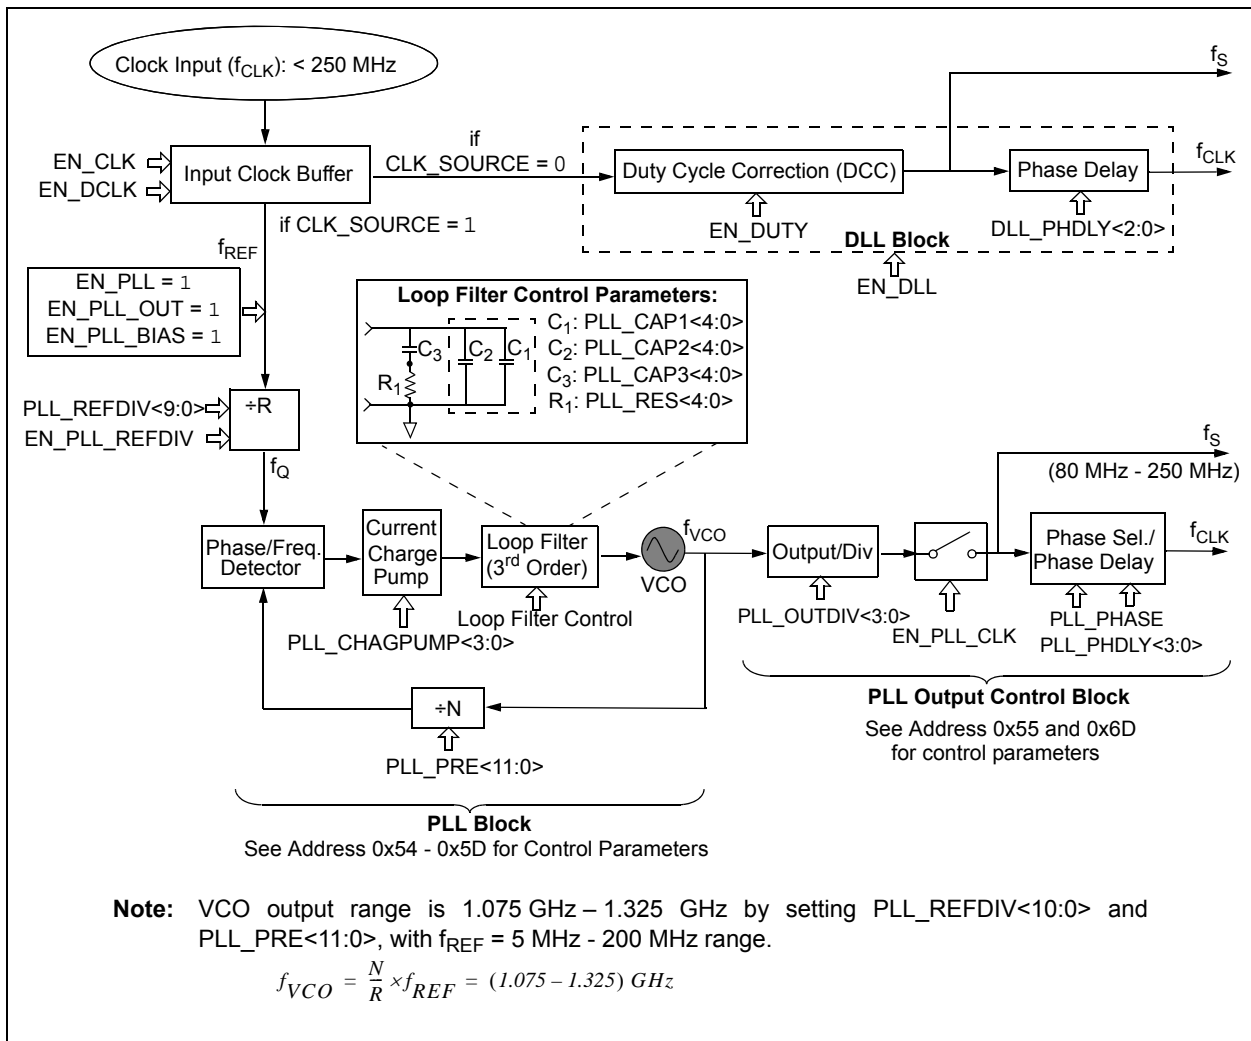 Clock Input (fCLK): < 250 MHz
fS
if
CLK_SOURCE = 0
EN_CLK
EN_DCLK
Input Clock Buffer
Duty Cycle Correction (DCC)
Phase Delay
fCLK
if CLK_SOURCE = 1
EN_DUTY
DLL_PHDLY<2:0>
DLL Block
EN_DLL
fREF
EN_PLL = 1
EN_PLL_OUT = 1
EN_PLL_BIAS = 1
Loop Filter Control Parameters:
C1: PLL_CAP1<4:0>
C2: PLL_CAP2<4:0>
C3: PLL_CAP3<4:0>
R1: PLL_RES<4:0>
C3
C2
C1
R1
PLL_REFDIV<9:0>
EN_PLL_REFDIV
÷R
fQ
fS
(80 MHz - 250 MHz)
Phase/Freq.
Detector
Current
Charge
Pump
Loop Filter
(3rd Order)
fVCO
VCO
Output/Div
Phase Sel./
Phase Delay
fCLK
Loop Filter Control
PLL_CHAGPUMP<3:0>
PLL_OUTDIV<3:0>
EN_PLL_CLK
PLL_PHASE
PLL_PHDLY<3:0>
÷N
PLL_PRE<11:0>
PLL Output Control Block
See Address 0x55 and 0x6D
for control parameters
PLL Block
See Address 0x54 - 0x5D for Control Parameters
Note: VCO output range is 1.075 GHz – 1.325 GHz by setting PLL_REFDIV<10:0> and
PLL_PRE<11:0>, with fREF = 5 MHz - 200 MHz range.
fVCO = N/R × fREF = (1.075 – 1.325) GHz